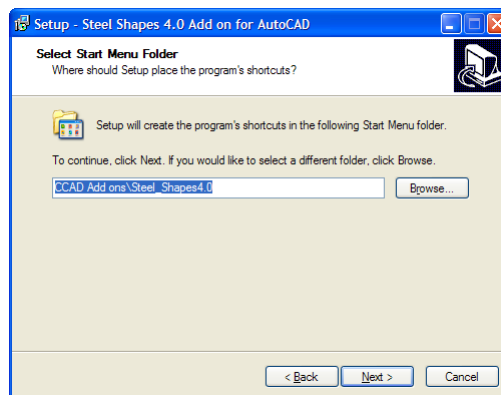 Setup - Steel Shapes 4.0 Add on for AutoCAD
Select Start Menu Folder
Where should Setup place the program's shortcuts?
Setup will create the program's shortcuts in the following Start Menu folder.
To continue, click Next. If you would like to select a different folder, click Browse.
CCAD Add ons\Steel_Shapes4.0
Browse...
< Back
Next >
Cancel